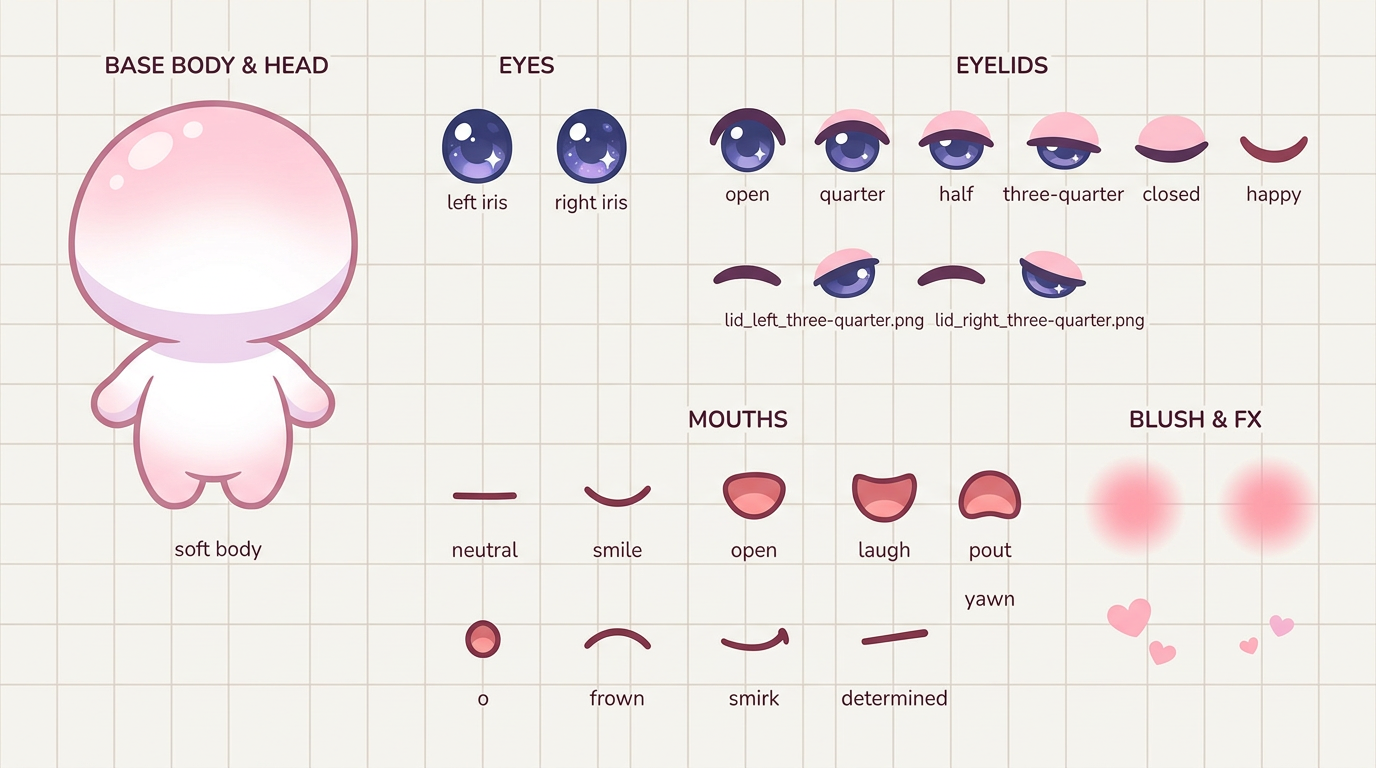 BASE BODY & HEAD
EYES
EYELIDS
left iris
right iris
open
quarter
half
three-quarter
closed
happy
lid_left_three-quarter.png
lid_right_three-quarter.png
MOUTHS
BLUSH & FX
soft body
neutral
smile
open
laugh
pout
yawn
o
frown
smirk
determined